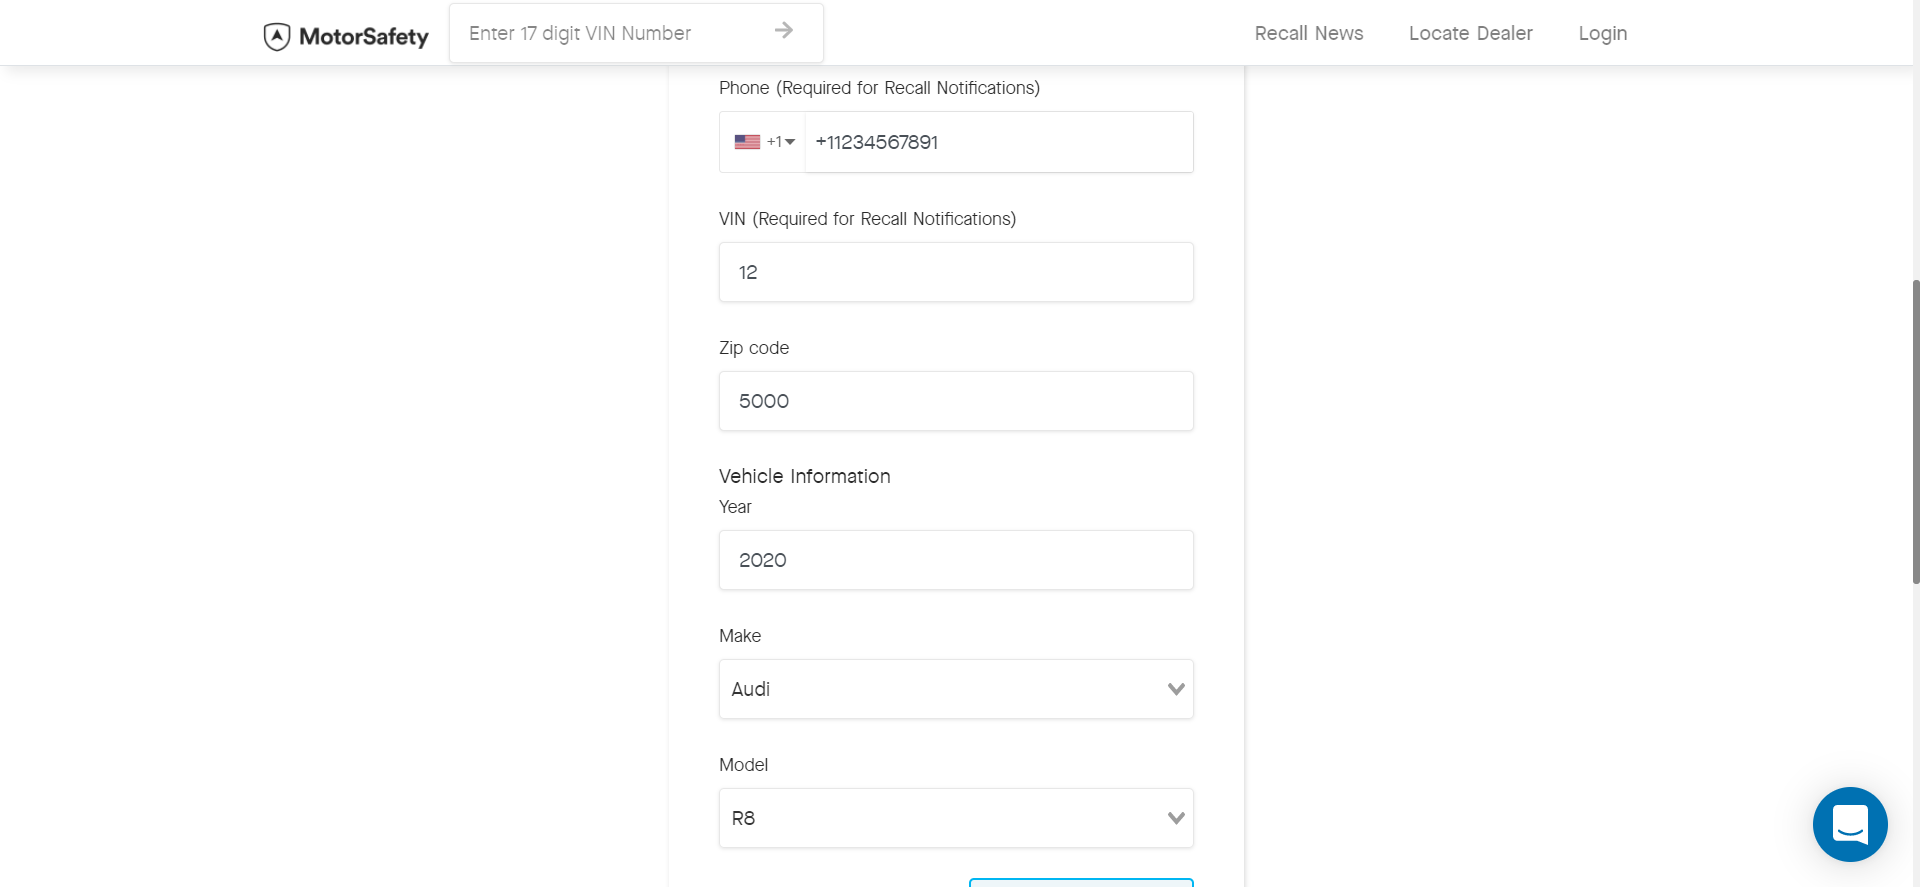 MotorSafety
Enter 17 digit VIN Number
Recall News
Locate Dealer
Login
Phone (Required for Recall Notifications)
+1
+11234567891
VIN (Required for Recall Notifications)
12
Zip code
5000
Vehicle Information
Year
2020
Make
Audi
Model
R8